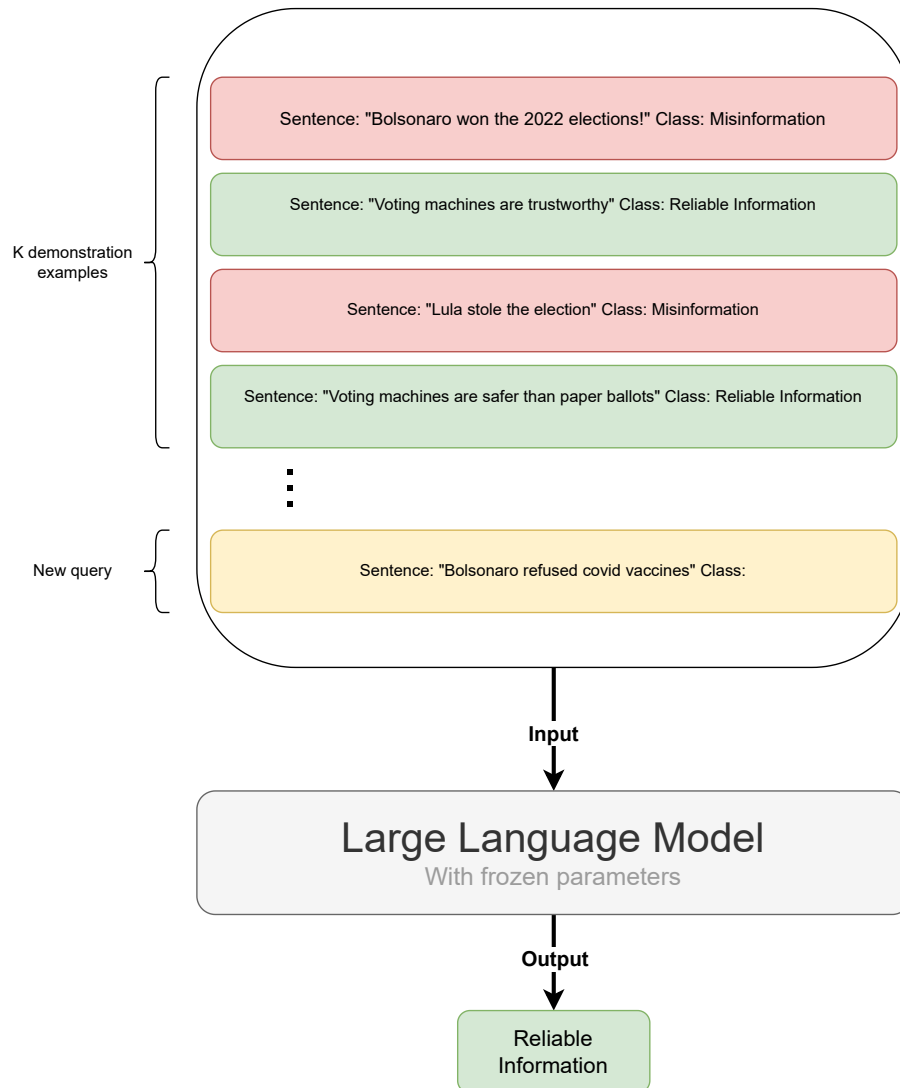 Sentence: "Bolsonaro won the 2022 elections!" Class: Misinformation
Sentence: "Voting machines are trustworthy" Class: Reliable Information
K demonstration
examples
Sentence: "Lula stole the election" Class: Misinformation
Sentence: "Voting machines are safer than paper ballots" Class: Reliable Information
New query
Sentence: "Bolsonaro refused covid vaccines" Class:
Input
Large Language Model
With frozen parameters
Output
Reliable
Information